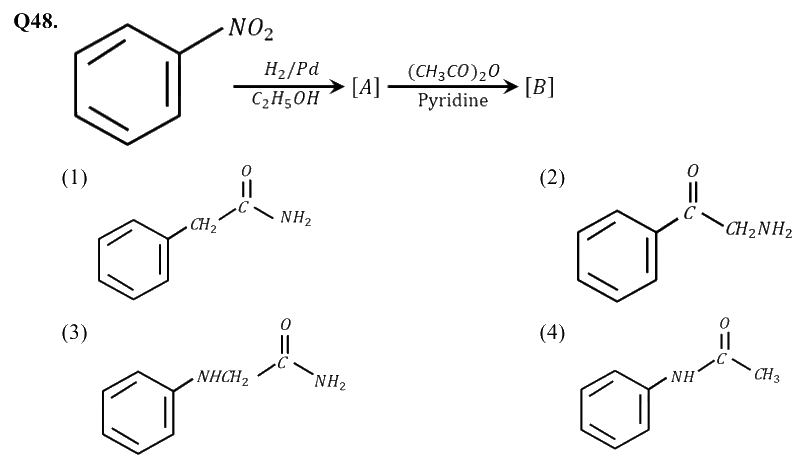 Q48.
NO₂
H₂/Pd
C₂H₅OH
[A]
(CH₃CO)₂O
Pyridine
[B]
(1)
O
C
CH₂
NH₂
(2)
O
C
CH₂NH₂
(3)
O
C
NHCH₂
NH₂
(4)
O
C
NH
CH₃